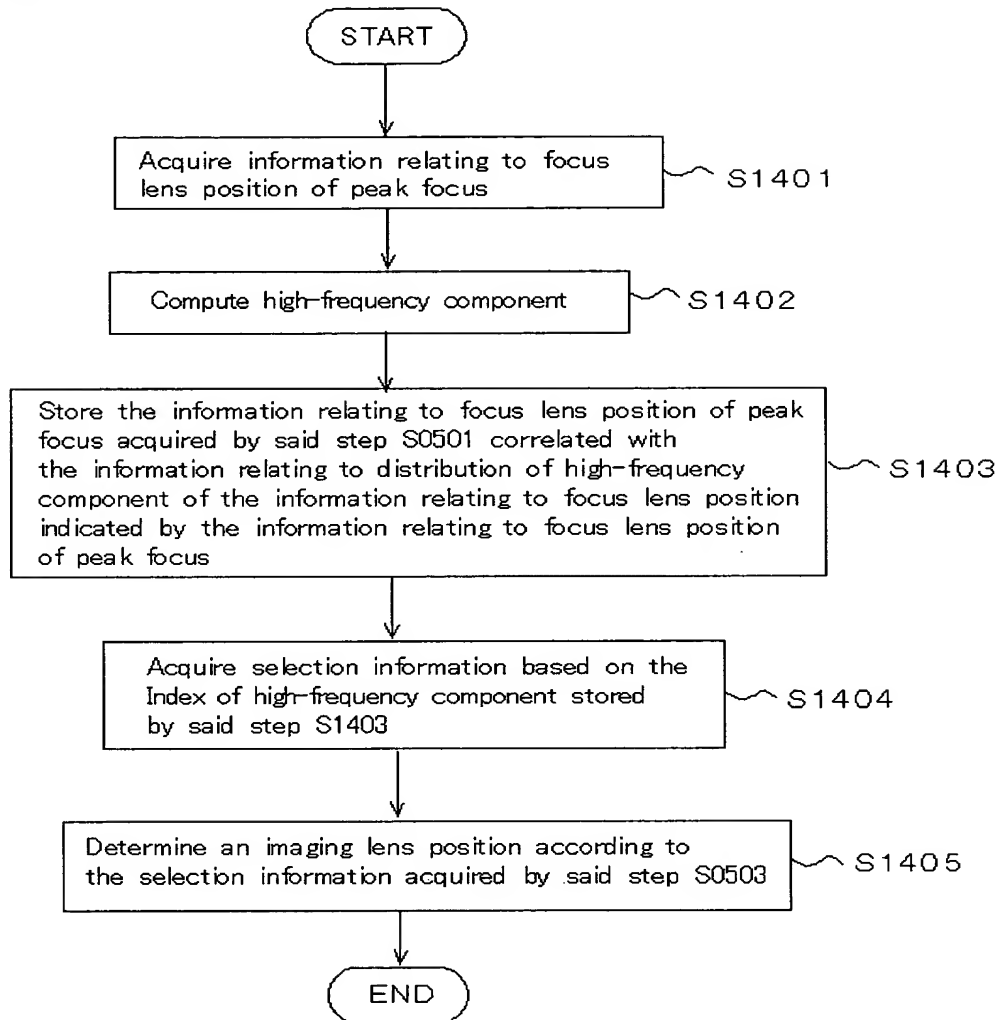 START
Acquire information relating to focus
lens position of peak focus
S1401
Compute high-frequency component
S1402
Store the information relating to focus lens position of peak
focus acquired by said step S0501 correlated with
the information relating to distribution of high-frequency
component of the information relating to focus lens position
indicated by the information relating to focus lens position
of peak focus
S1403
Acquire selection information based on the
Index of high-frequency component stored
by said step S1403
S1404
Determine an imaging lens position according to
the selection information acquired by said step S0503
S1405
END